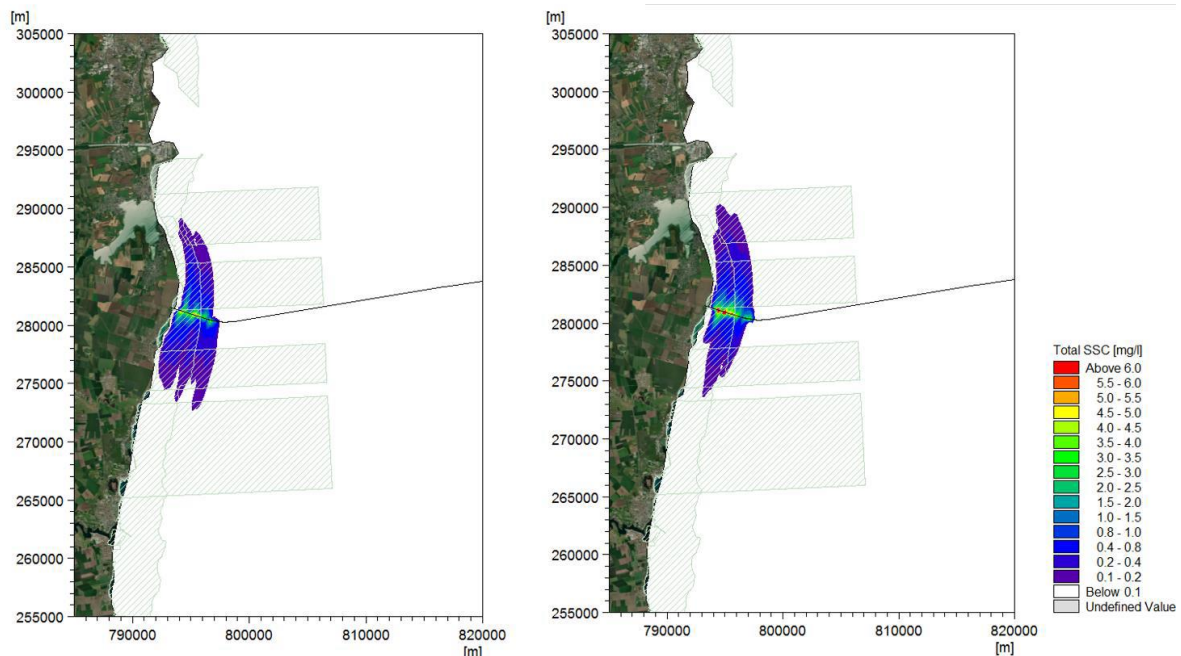 [m]
305000
300000
295000
290000
285000
280000
275000
270000
265000
260000
255000
790000 800000 810000 820000
[m]
[m]
305000
300000
295000
290000
285000
280000
275000
270000
265000
260000
255000
790000 800000 810000 820000
[m]
Total SSC [mg/l]
Above 6.0
5.5 - 6.0
5.0 - 5.5
4.5 - 5.0
4.0 - 4.5
3.5 - 4.0
3.0 - 3.5
2.5 - 3.0
2.0 - 2.5
1.5 - 2.0
1.0 - 1.5
0.8 - 1.0
0.4 - 0.8
0.2 - 0.4
0.1 - 0.2
Below 0.1
Undefined Value